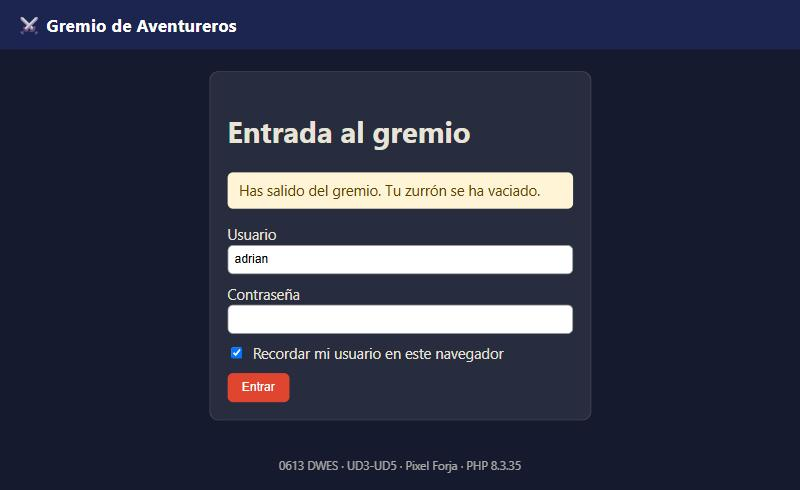 Gremio de Aventureros
Entrada al gremio
Has salido del gremio. Tu zurrón se ha vaciado.
Usuario
adrian
Contraseña
Recordar mi usuario en este navegador
Entrar
0613 DWES · UD3-UD5 · Pixel Forja · PHP 8.3.35